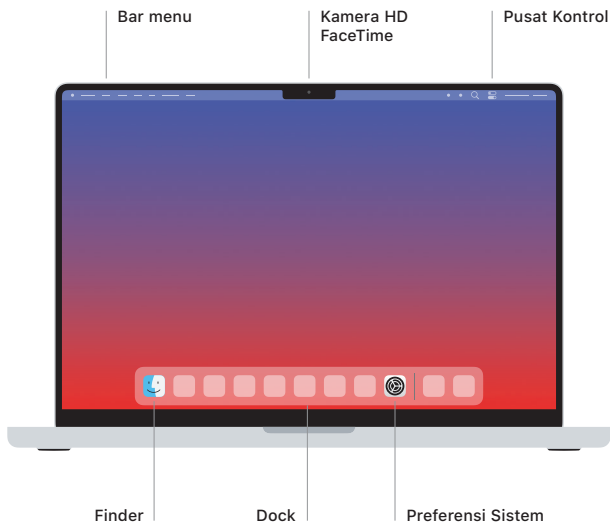 Bar menu
Kamera HD
FaceTime
Pusat Kontrol
Finder
Dock
Preferensi Sistem